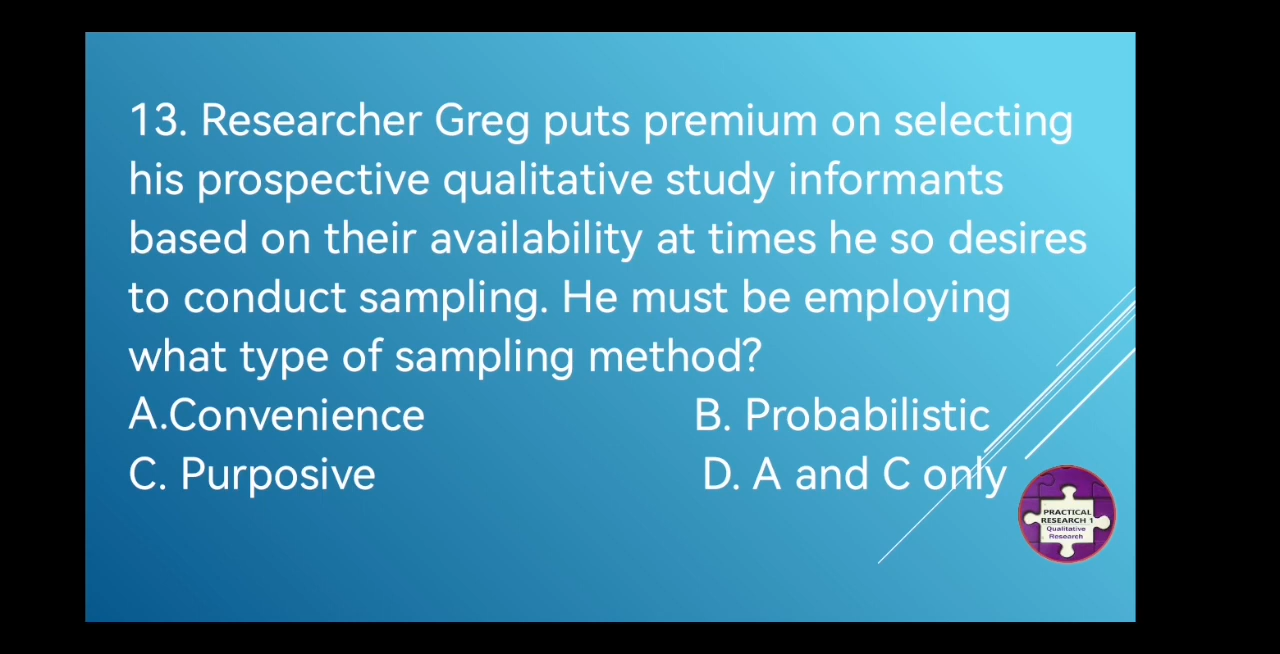 13. Researcher Greg puts premium on selecting
his prospective qualitative study informants
based on their availability at times he so desires
to conduct sampling. He must be employing
what type of sampling method?
A.Convenience B. Probabilistic
C. Purposive D. A and C only
PRACTICAL
RESEARCH 1
Qualitative
Research